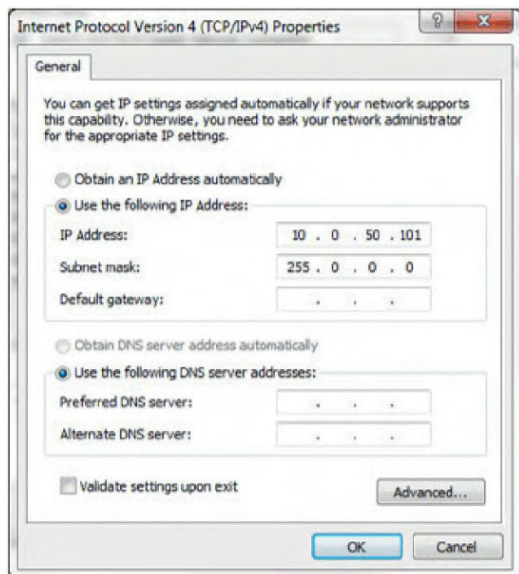 Internet Protocol Version 4 (TCP/IPv4) Properties
General
You can get IP settings assigned automatically if your network supports
this capability. Otherwise, you need to ask your network administrator
for the appropriate IP settings.
Obtain an IP Address automatically
Use the following IP Address:
IP Address: 10 . 0 . 50 . 101
Subnet mask: 255 . 0 . 0 . 0
Default gateway: . . .
Obtain DNS server address automatically
Use the following DNS server addresses:
Preferred DNS server: . . .
Alternate DNS server: . . .
Validate settings upon exit
Advanced...
OK Cancel